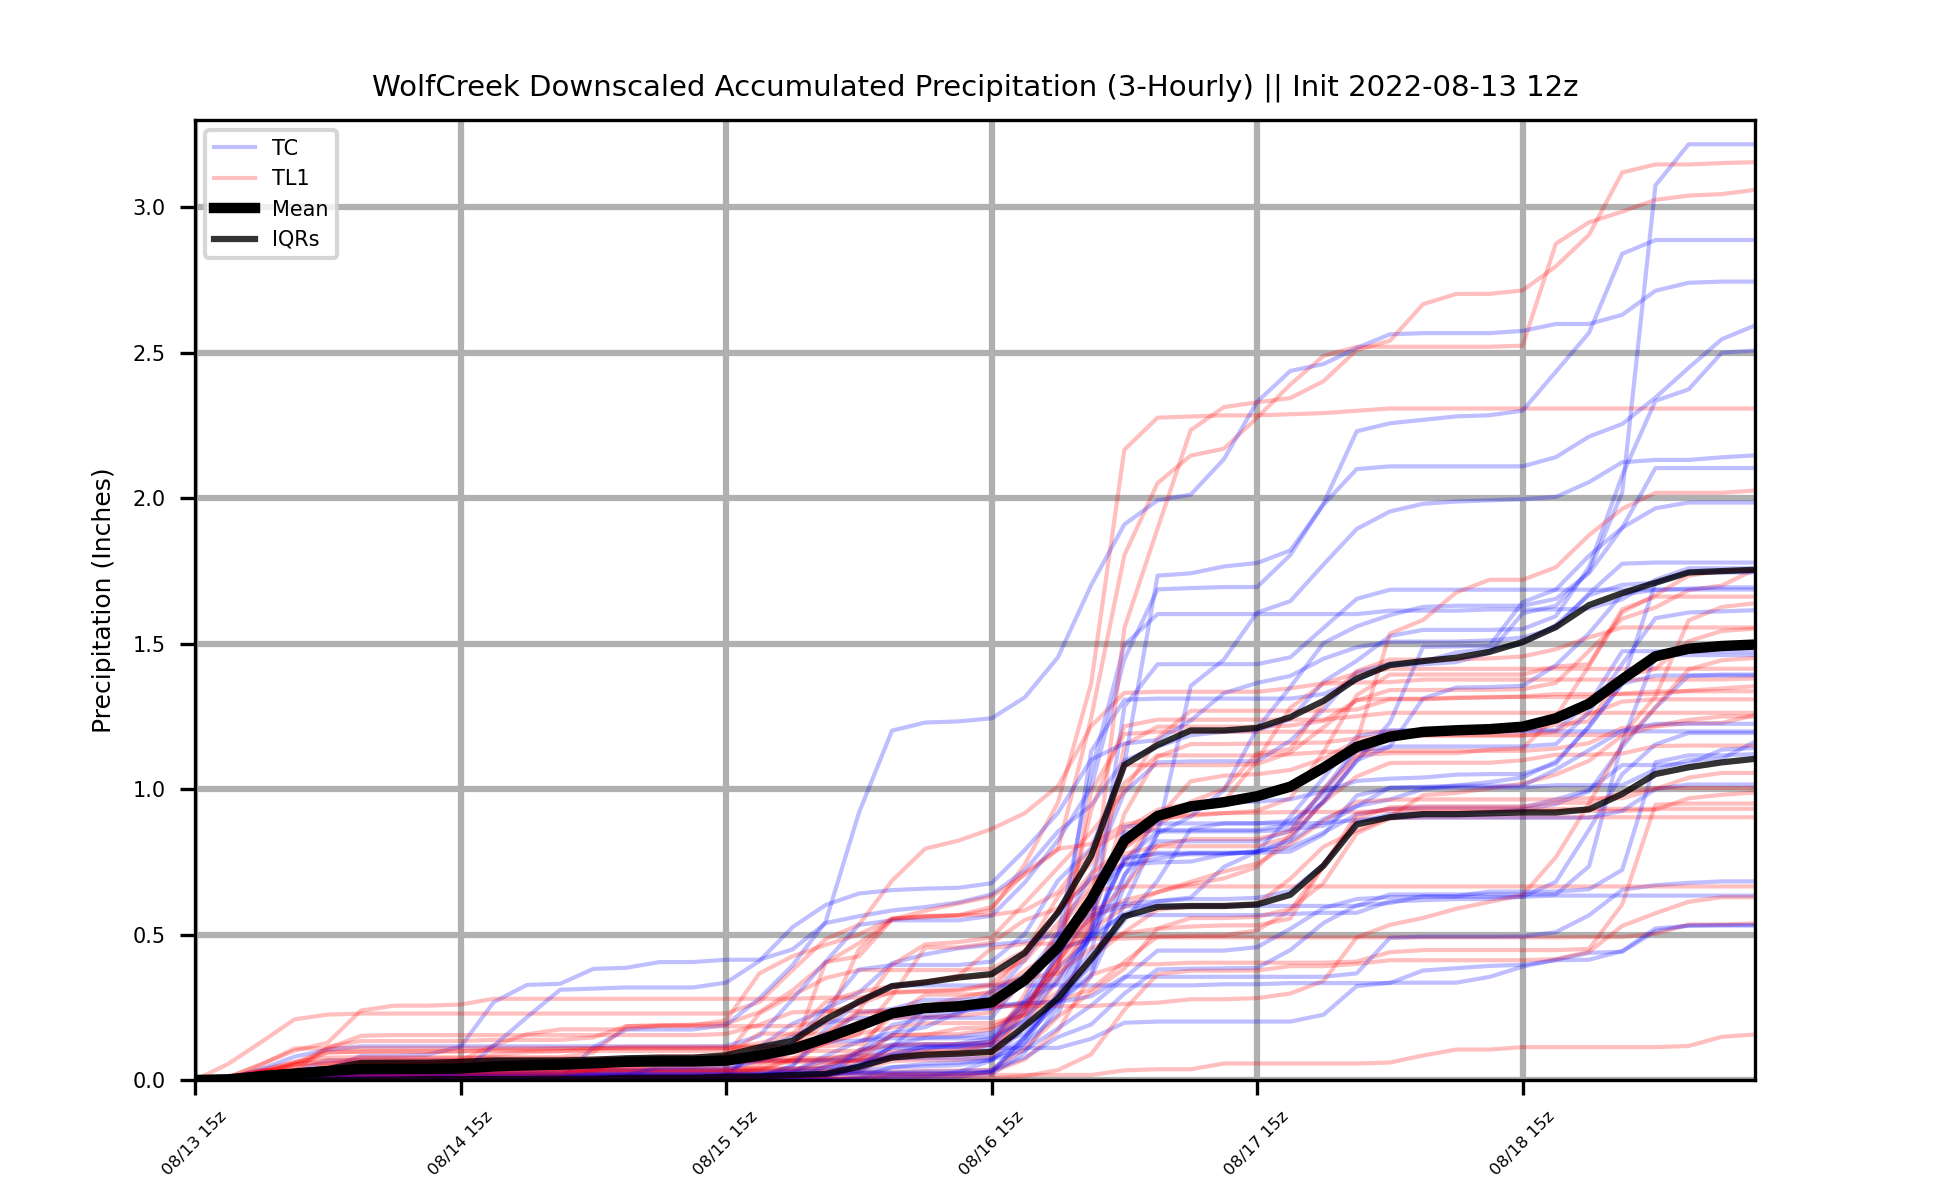 WolfCreek Downscaled Accumulated Precipitation (3-Hourly) || Init 2022-08-13 12z
TC
TL1
Mean
IQRs
Precipitation (Inches)
3.0
2.5
2.0
1.5
1.0
0.5
0.0
08/13 15z
08/14 15z
08/15 15z
08/16 15z
08/17 15z
08/18 15z